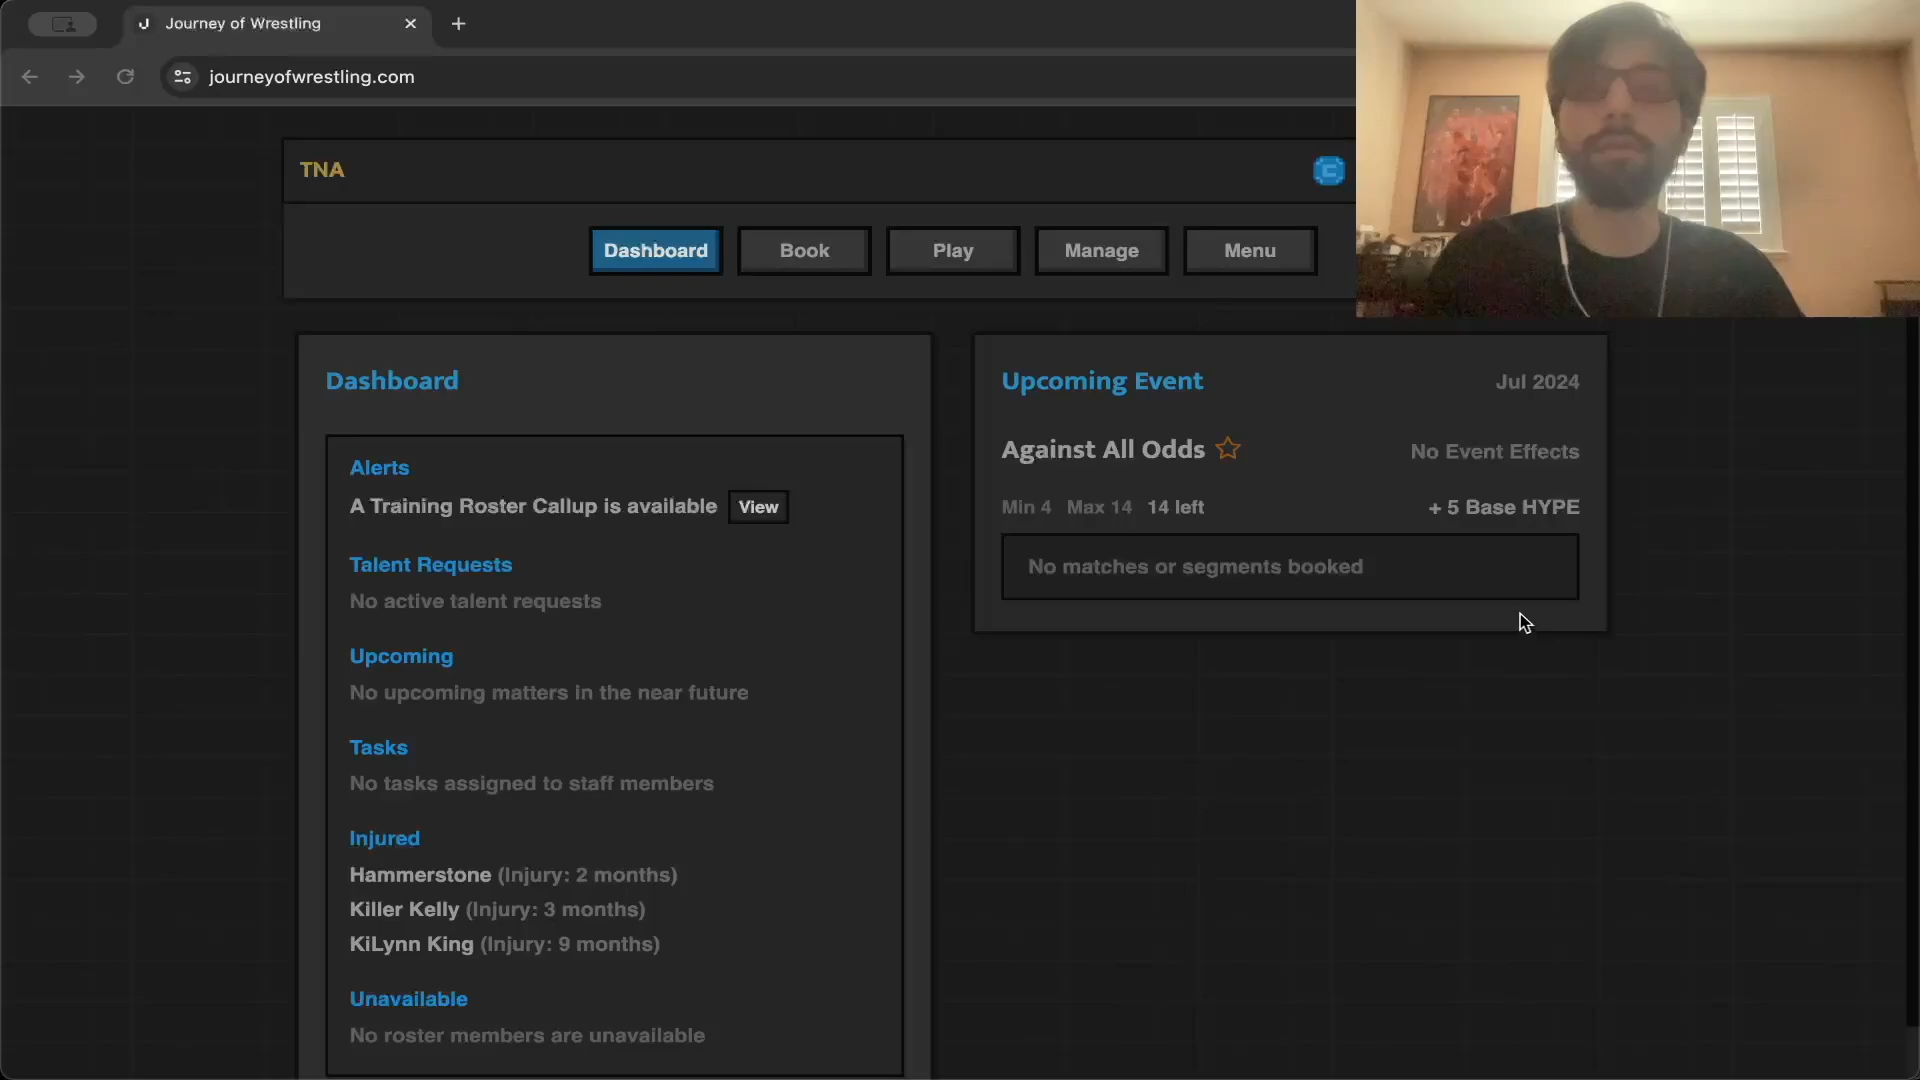 Journey of Wrestling
journeyofwrestling.com
TNA
Dashboard
Book
Play
Manage
Menu
Dashboard
Alerts
A Training Roster Callup is available
View
Talent Requests
No active talent requests
Upcoming
No upcoming matters in the near future
Tasks
No tasks assigned to staff members
Injured
Hammerstone (Injury: 2 months)
Killer Kelly (Injury: 3 months)
KiLynn King (Injury: 9 months)
Unavailable
No roster members are unavailable
Upcoming Event
Jul 2024
Against All Odds
No Event Effects
Min 4 Max 14 14 left
+ 5 Base HYPE
No matches or segments booked